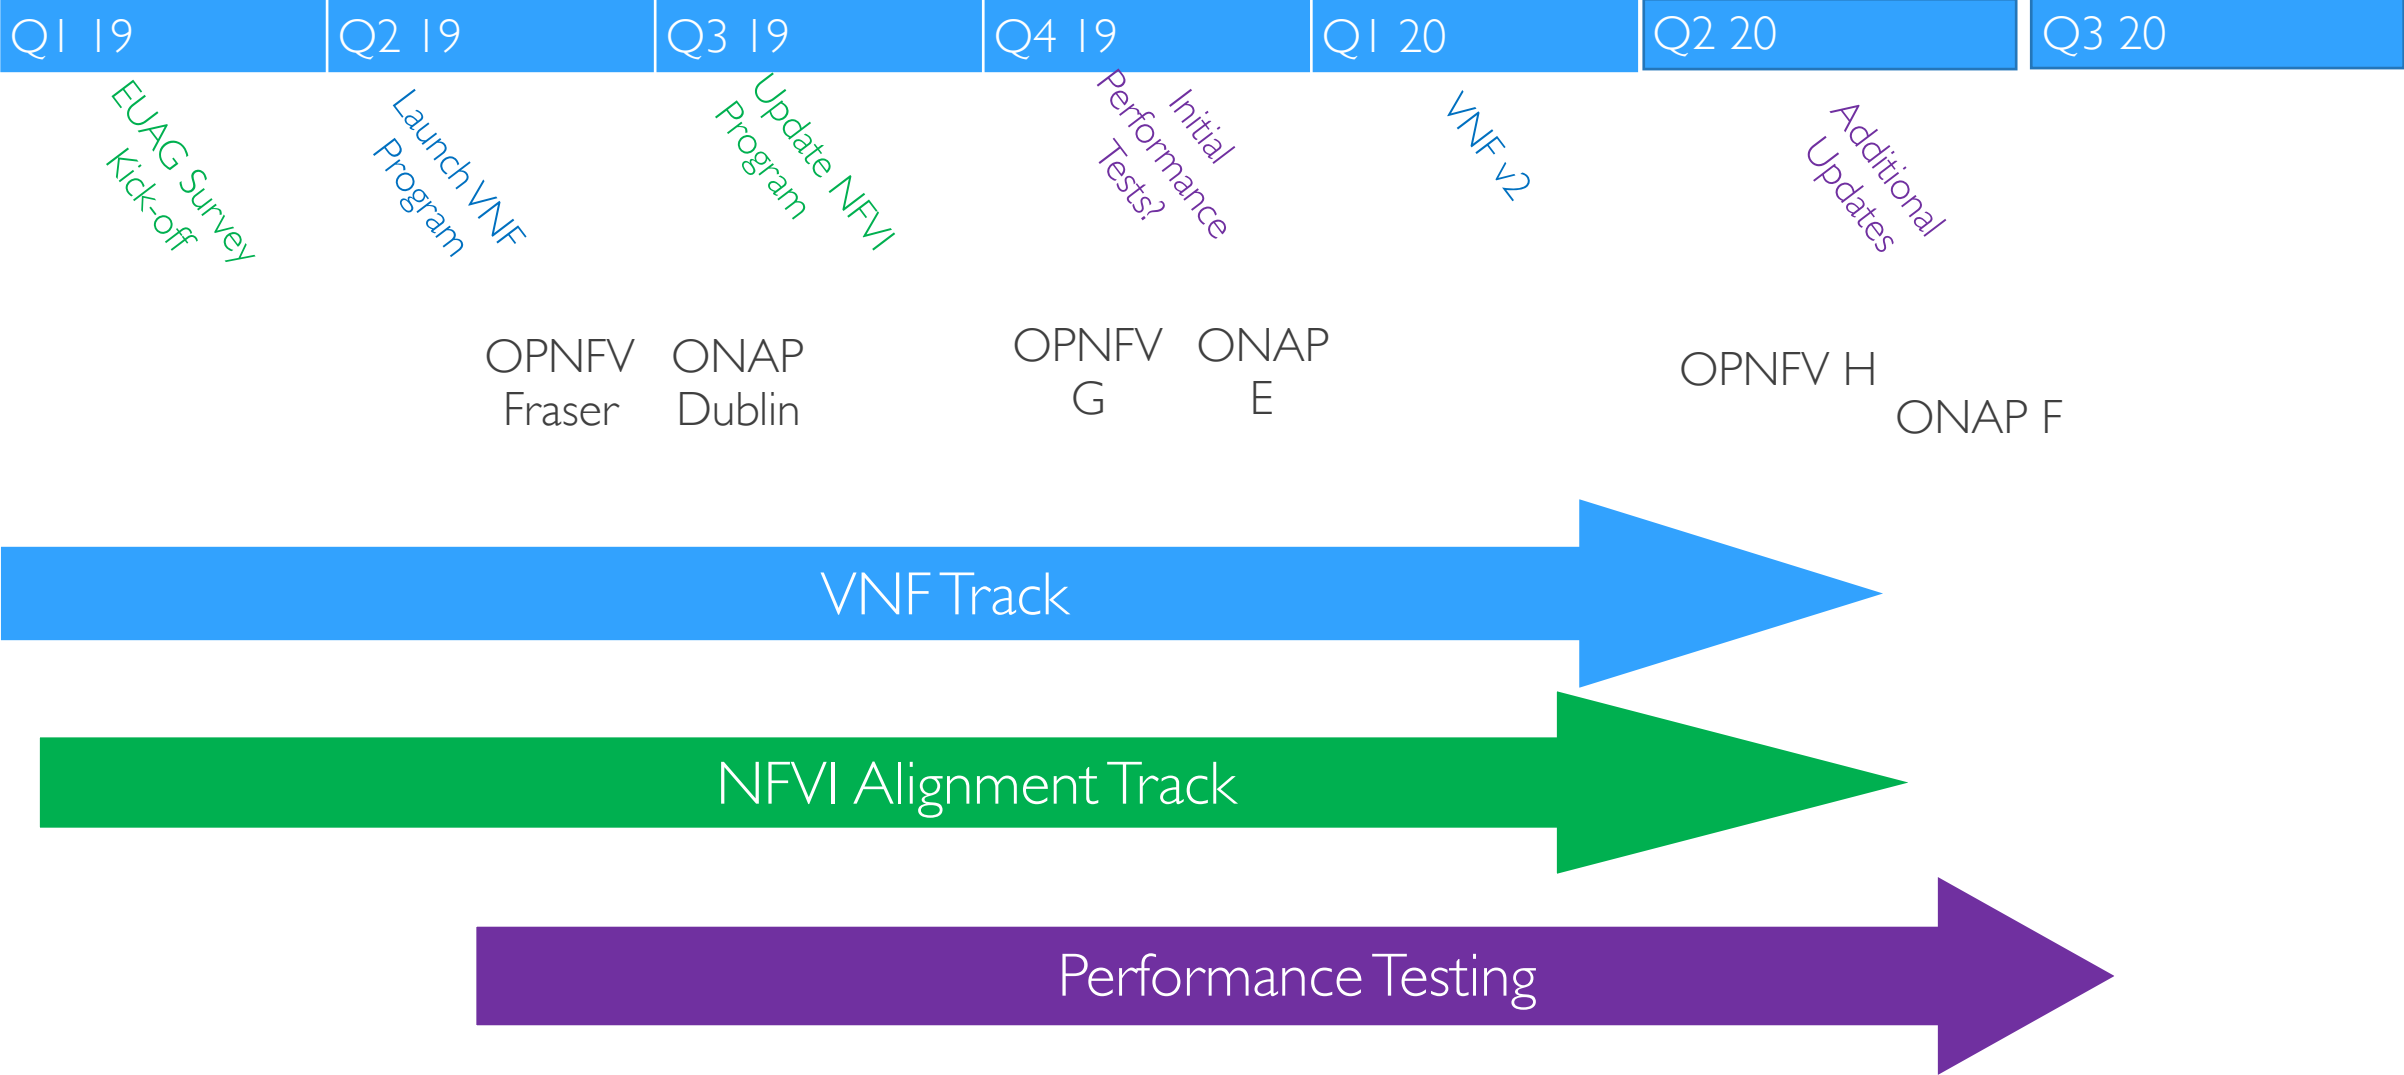 Q1 19
Q2 19
Q3 19
Q4 19
Q1 20
Q2 20
Q3 20
EUAG Survey
Kick-off
Launch VNF
Program
Update NFVI
Program
Initial
Performance
Tests?
VNF v2
Additional
Updates
OPNFV
Fraser
ONAP
Dublin
OPNFV
G
ONAP
E
OPNFV H
ONAP F
VNF Track
NFVI Alignment Track
Performance Testing